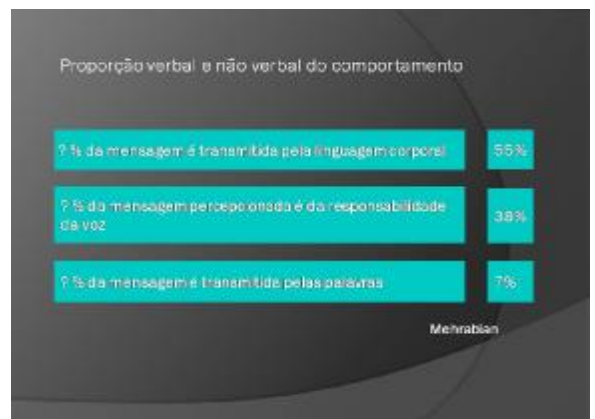 Proporção verbal e não verbal do comportamento
? % da mensagem é transmitida pela linguagem corporal 55%
? % da mensagem percepcionada é da responsabilidade
da voz
38%
? % da mensagem é transmitida pelas palavras 7%
Mehrabian